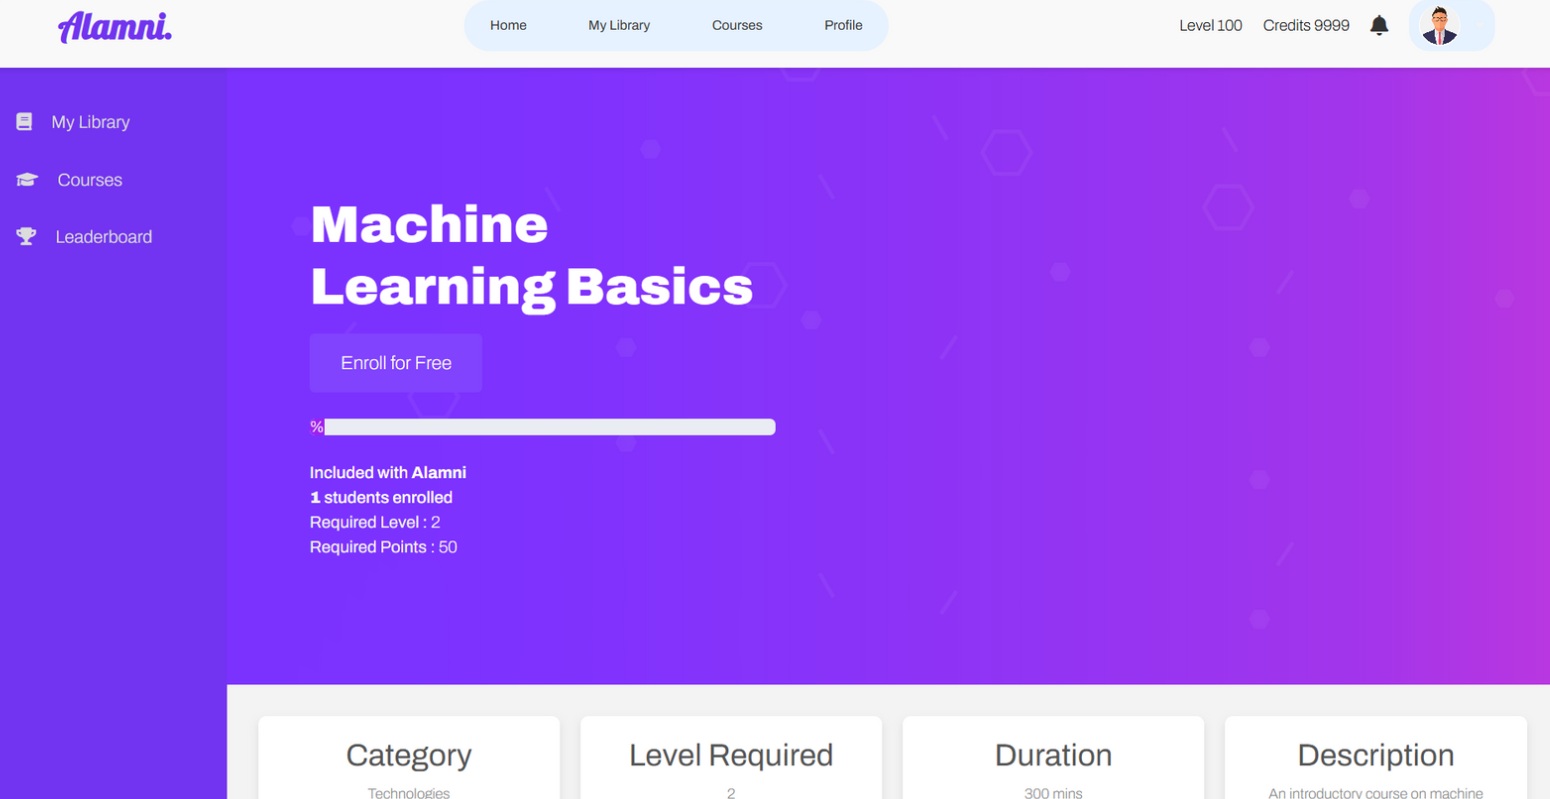 Alamni.
Home My Library Courses Profile
Level 100 Credits 9999
My Library
Courses
Leaderboard
Machine
Learning Basics
Enroll for Free
%
Included with Alamni
1 students enrolled
Required Level : 2
Required Points : 50
Category
Technologies
Level Required
2
Duration
300 mins
Description
An introductory course on machine